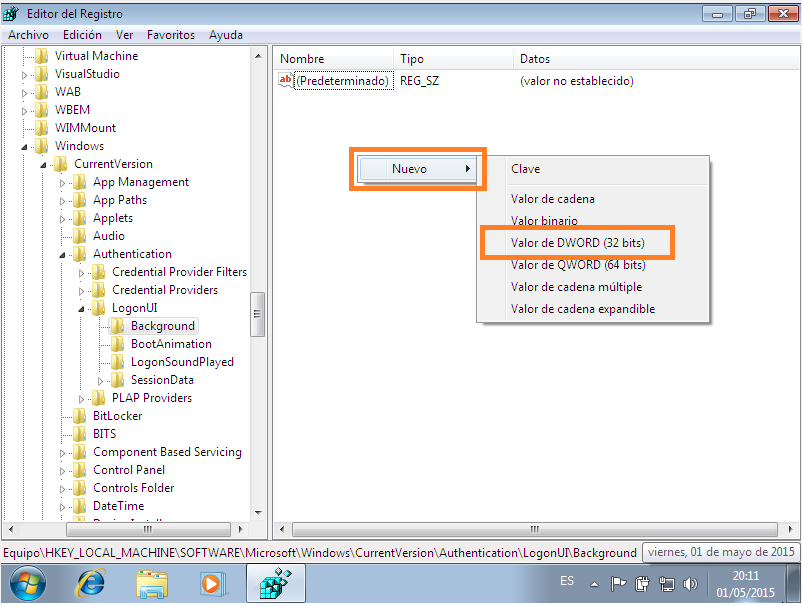 Editor del Registro
Archivo Edición Ver Favoritos Ayuda
Virtual Machine
VisualStudio
WAB
WBEM
WIMMount
Windows
CurrentVersion
App Management
App Paths
Applets
Audio
Authentication
Credential Provider Filters
Credential Providers
LogonUI
Background
BootAnimation
LogonSoundPlayed
SessionData
PLAP Providers
BitLocker
BITS
Component Based Servicing
Control Panel
Controls Folder
DateTime
Nombre Tipo Datos
ab (Predeterminado) REG_SZ (valor no establecido)
Nuevo
Clave
Valor de cadena
Valor binario
Valor de DWORD (32 bits)
Valor de QWORD (64 bits)
Valor de cadena múltiple
Valor de cadena expandible
Equipo\HKEY_LOCAL_MACHINE\SOFTWARE\Microsoft\Windows\CurrentVersion\Authentication\LogonUI\Background
viernes, 01 de mayo de 2015
ES
20:11
01/05/2015